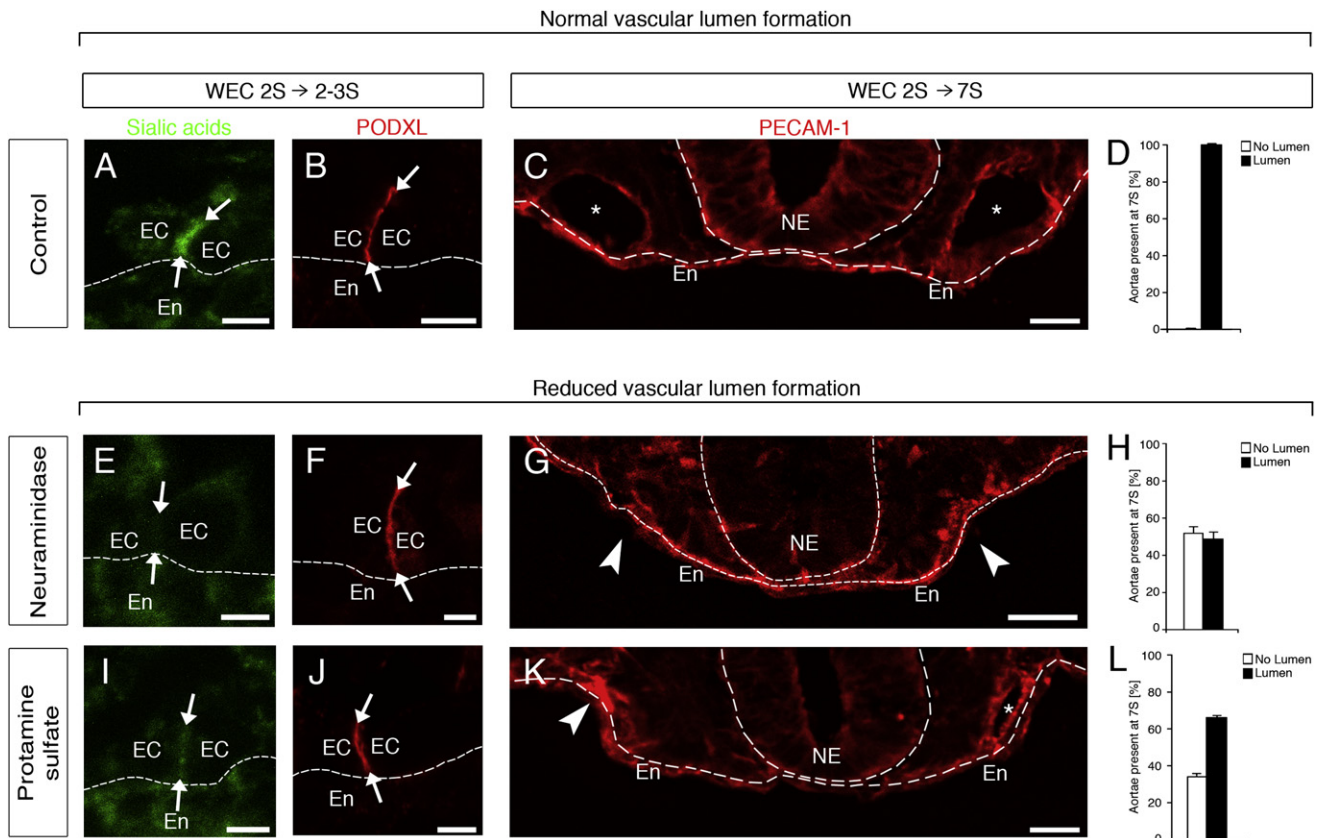 Normal vascular lumen formation
WEC 2S → 2-3S
WEC 2S → 7S
Sialic acids
PODXL
PECAM-1
Control
A
EC
EC
En
B
EC
EC
En
C
*
*
NE
En
En
D
No Lumen
Lumen
Aortae present at 7S [%]
100
80
60
40
20
0
Reduced vascular lumen formation
Neuraminidase
E
EC
EC
En
F
EC
EC
En
G
NE
En
En
H
No Lumen
Lumen
Aortae present at 7S [%]
100
80
60
40
20
0
Protamine
sulfate
I
EC
EC
En
J
EC
EC
En
K
*
NE
En
En
L
No Lumen
Lumen
Aortae present at 7S [%]
100
80
60
40
20
0